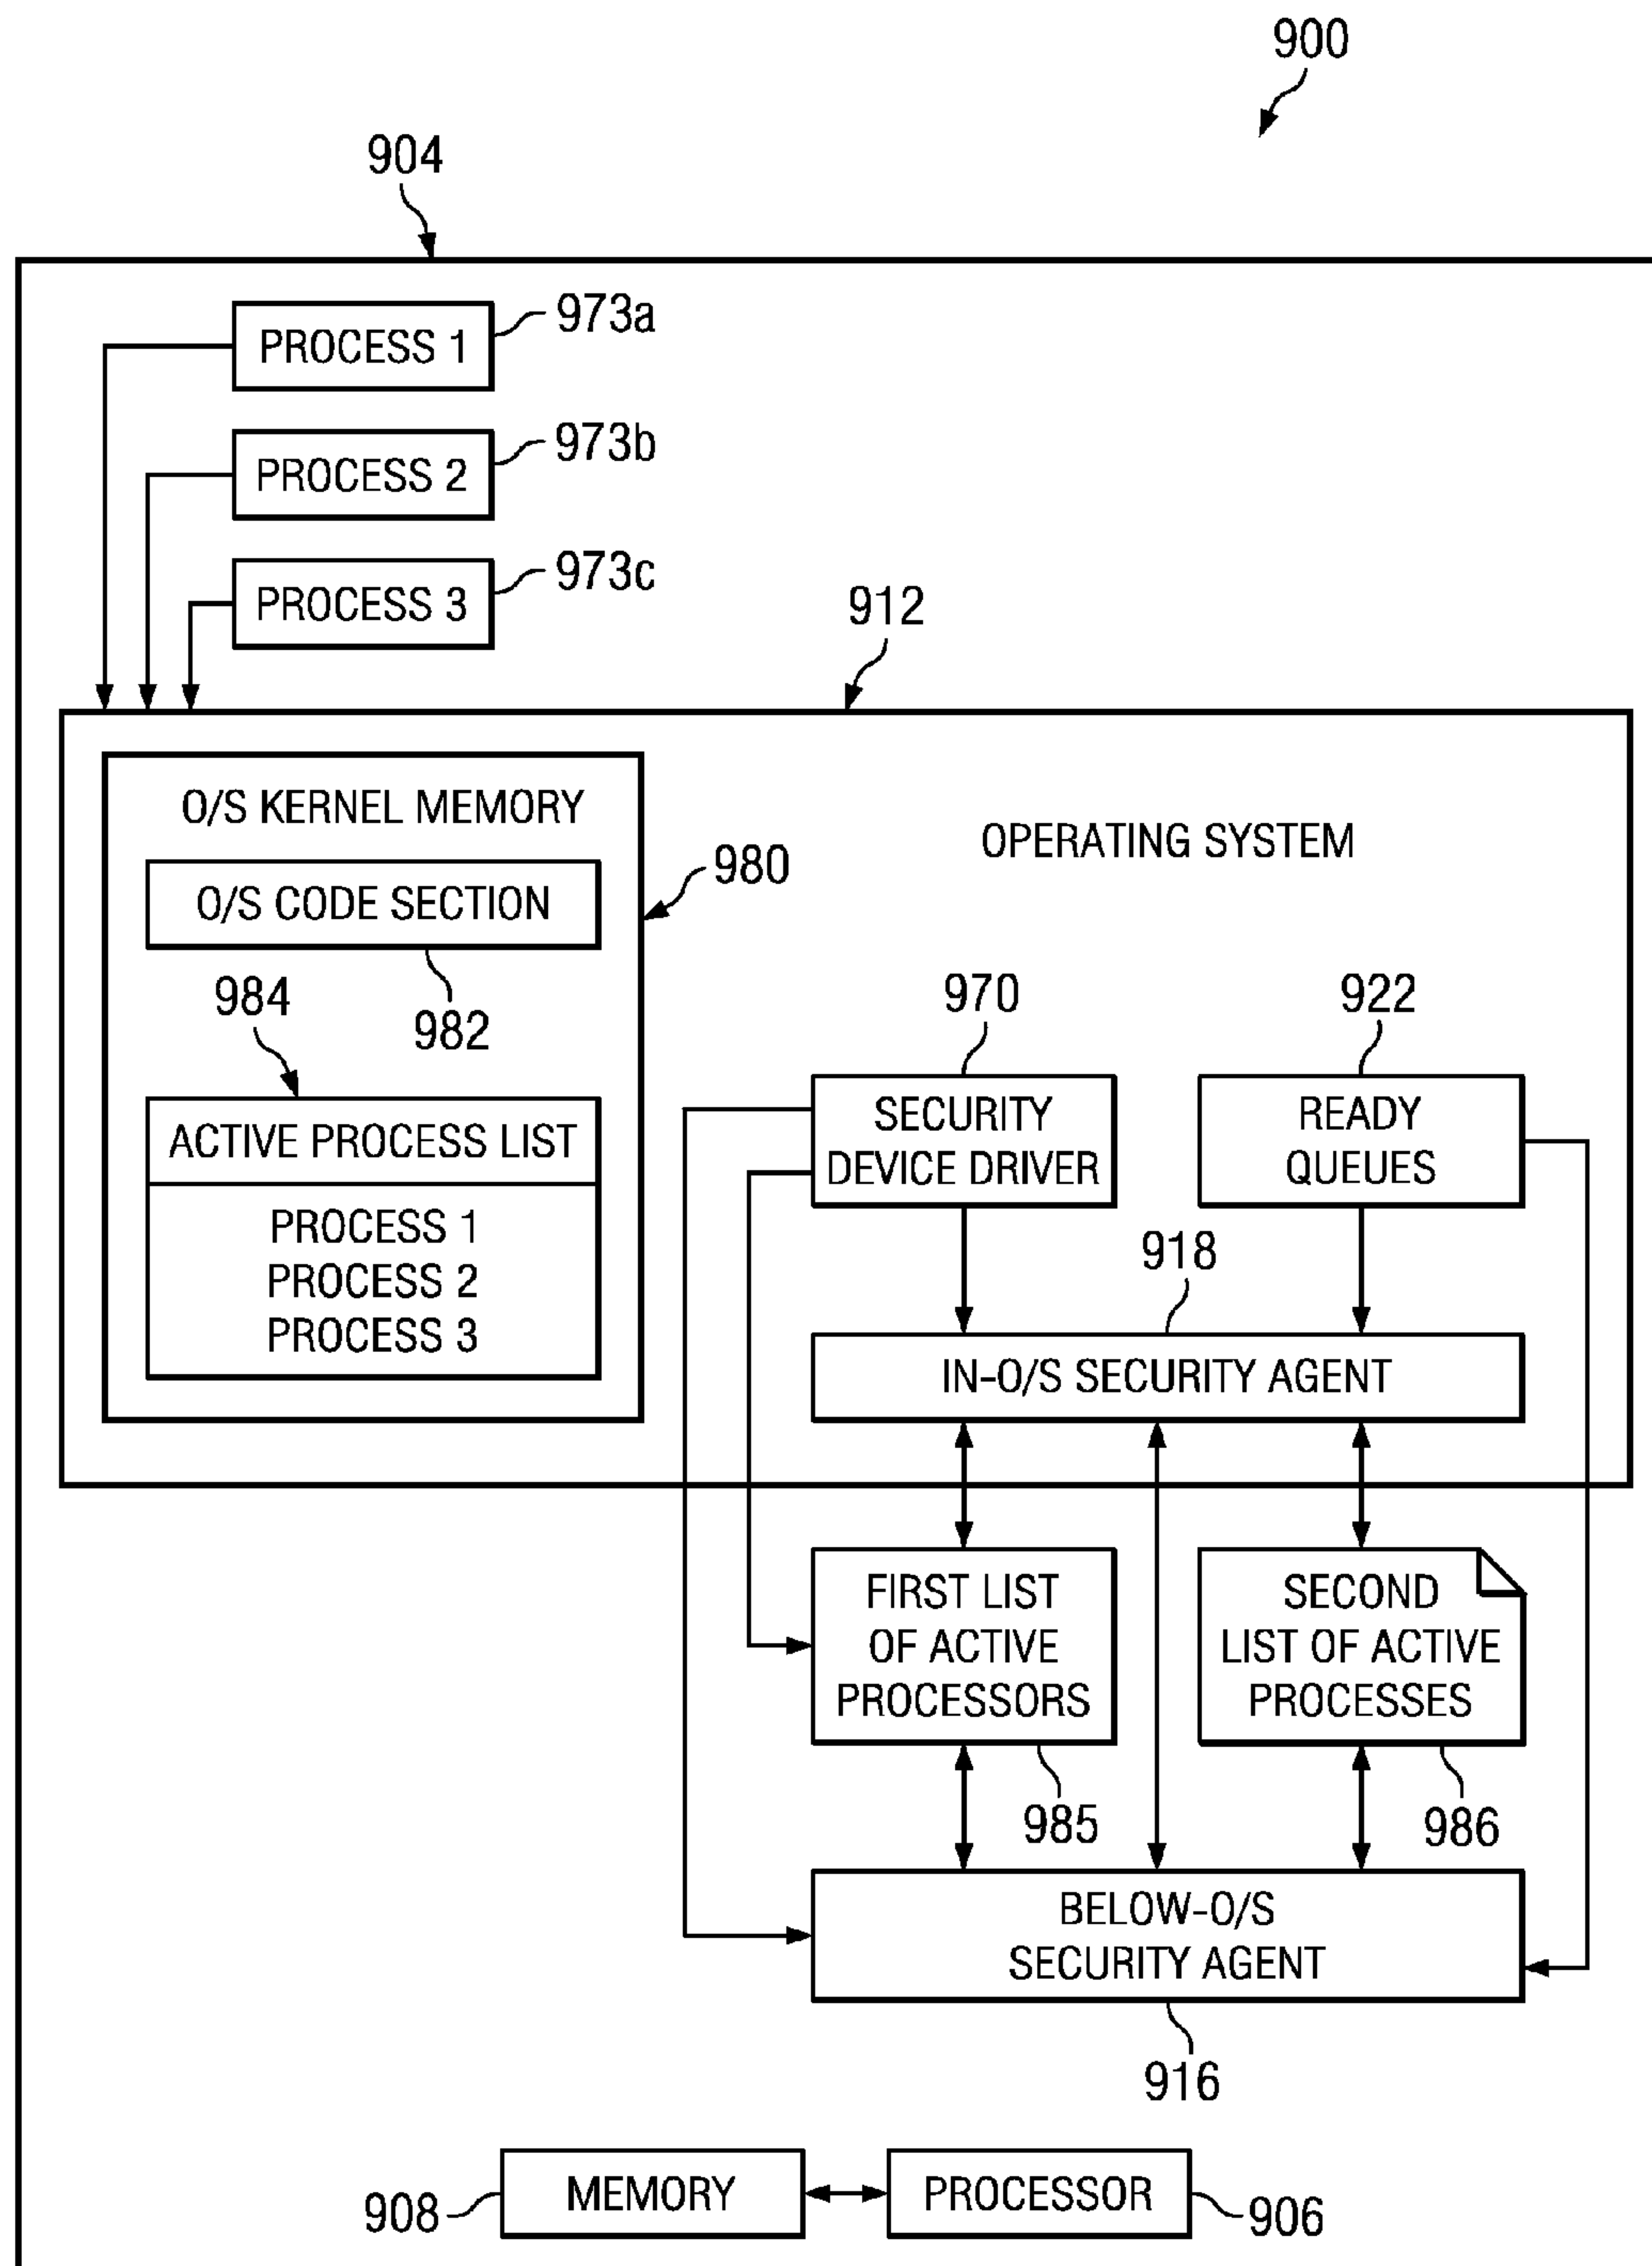 900
904
PROCESS 1
973a
PROCESS 2
973b
PROCESS 3
973c
912
O/S KERNEL MEMORY
OPERATING SYSTEM
980
O/S CODE SECTION
982
984
ACTIVE PROCESS LIST
PROCESS 1
PROCESS 2
PROCESS 3
970
922
SECURITY
DEVICE DRIVER
READY
QUEUES
918
IN-O/S SECURITY AGENT
FIRST LIST
OF ACTIVE
PROCESSORS
SECOND
LIST OF ACTIVE
PROCESSES
985
986
BELOW-O/S
SECURITY AGENT
916
908
MEMORY
PROCESSOR
906